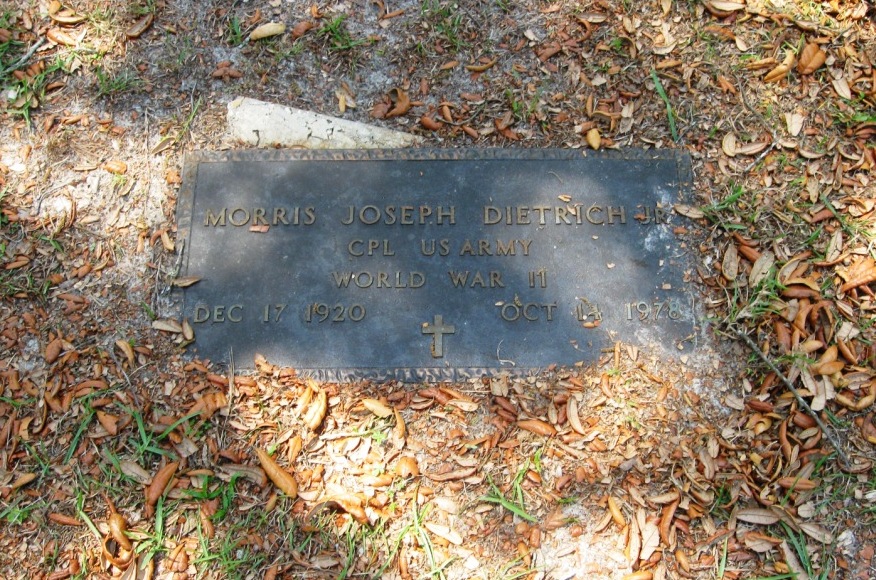 MORRIS JOSEPH DIETRICH JR
CPL US ARMY
WORLD WAR II
DEC 17 1920 OCT 14 1978